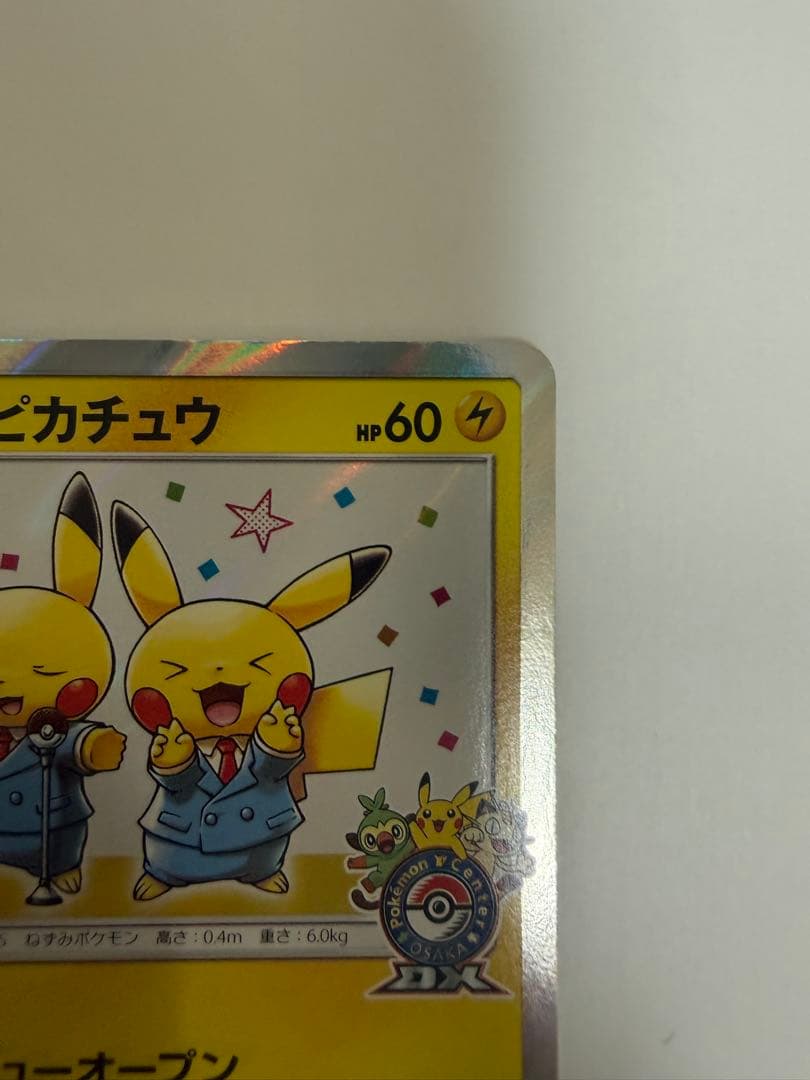 ピカチュウ
HP60
ねずみポケモン 高さ：0.4m 重さ：6.0kg
Pokémon Center
OSAKA
DX
ューオープン